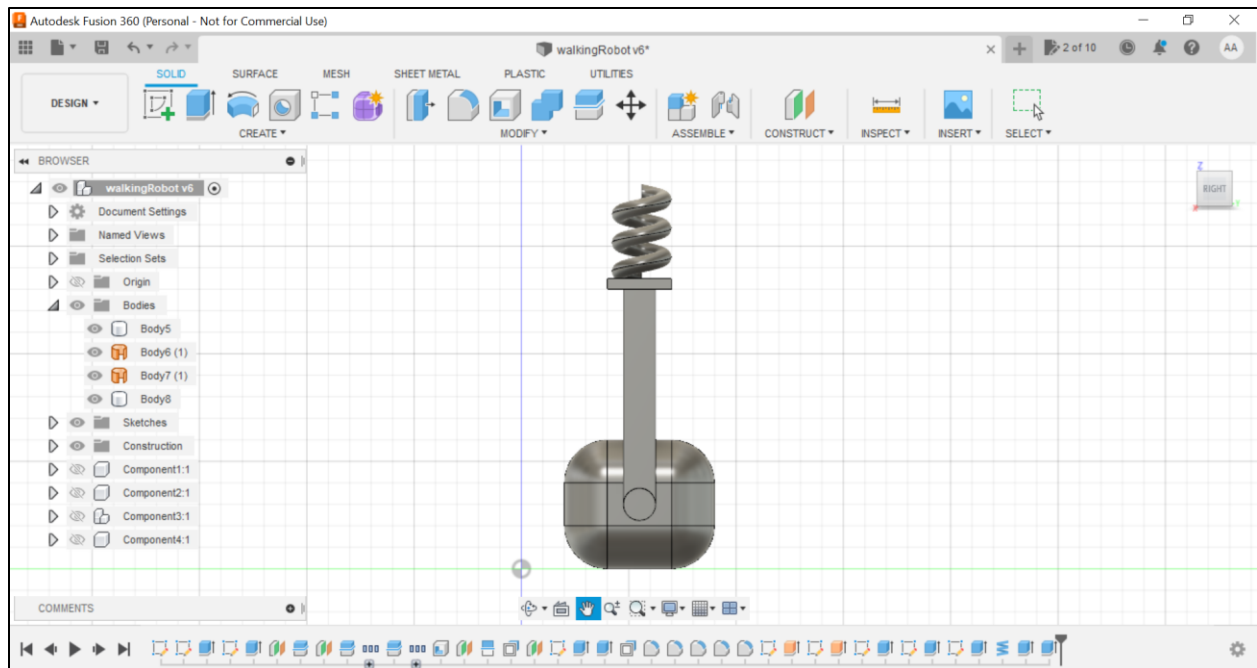 Autodesk Fusion 360 (Personal - Not for Commercial Use)
walkingRobot v6*
2 of 10
AA
DESIGN
SOLID SURFACE MESH SHEET METAL PLASTIC UTILITIES
CREATE MODIFY ASSEMBLE CONSTRUCT INSPECT INSERT SELECT
BROWSER
walkingRobot v6
Document Settings
Named Views
Selection Sets
Origin
Bodies
Body5
Body6 (1)
Body7 (1)
Body8
Sketches
Construction
Component1:1
Component2:1
Component3:1
Component4:1
Z
RIGHT
X Y
COMMENTS